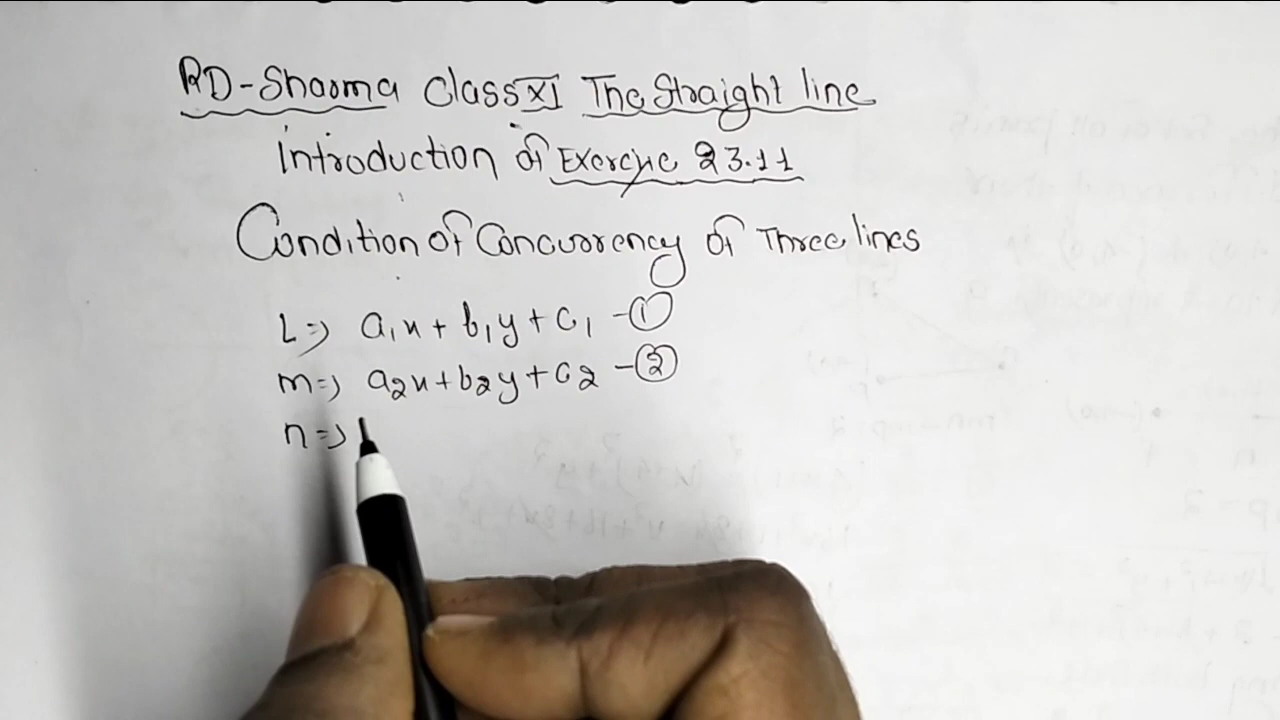 RD-Sharma Class XI The Straight line
Introduction of Exercise 23.11
Condition of Concurrency of Three lines
L => a₁x + b₁y + c₁ -①
m => a₂x + b₂y + c₂ -②
n =>